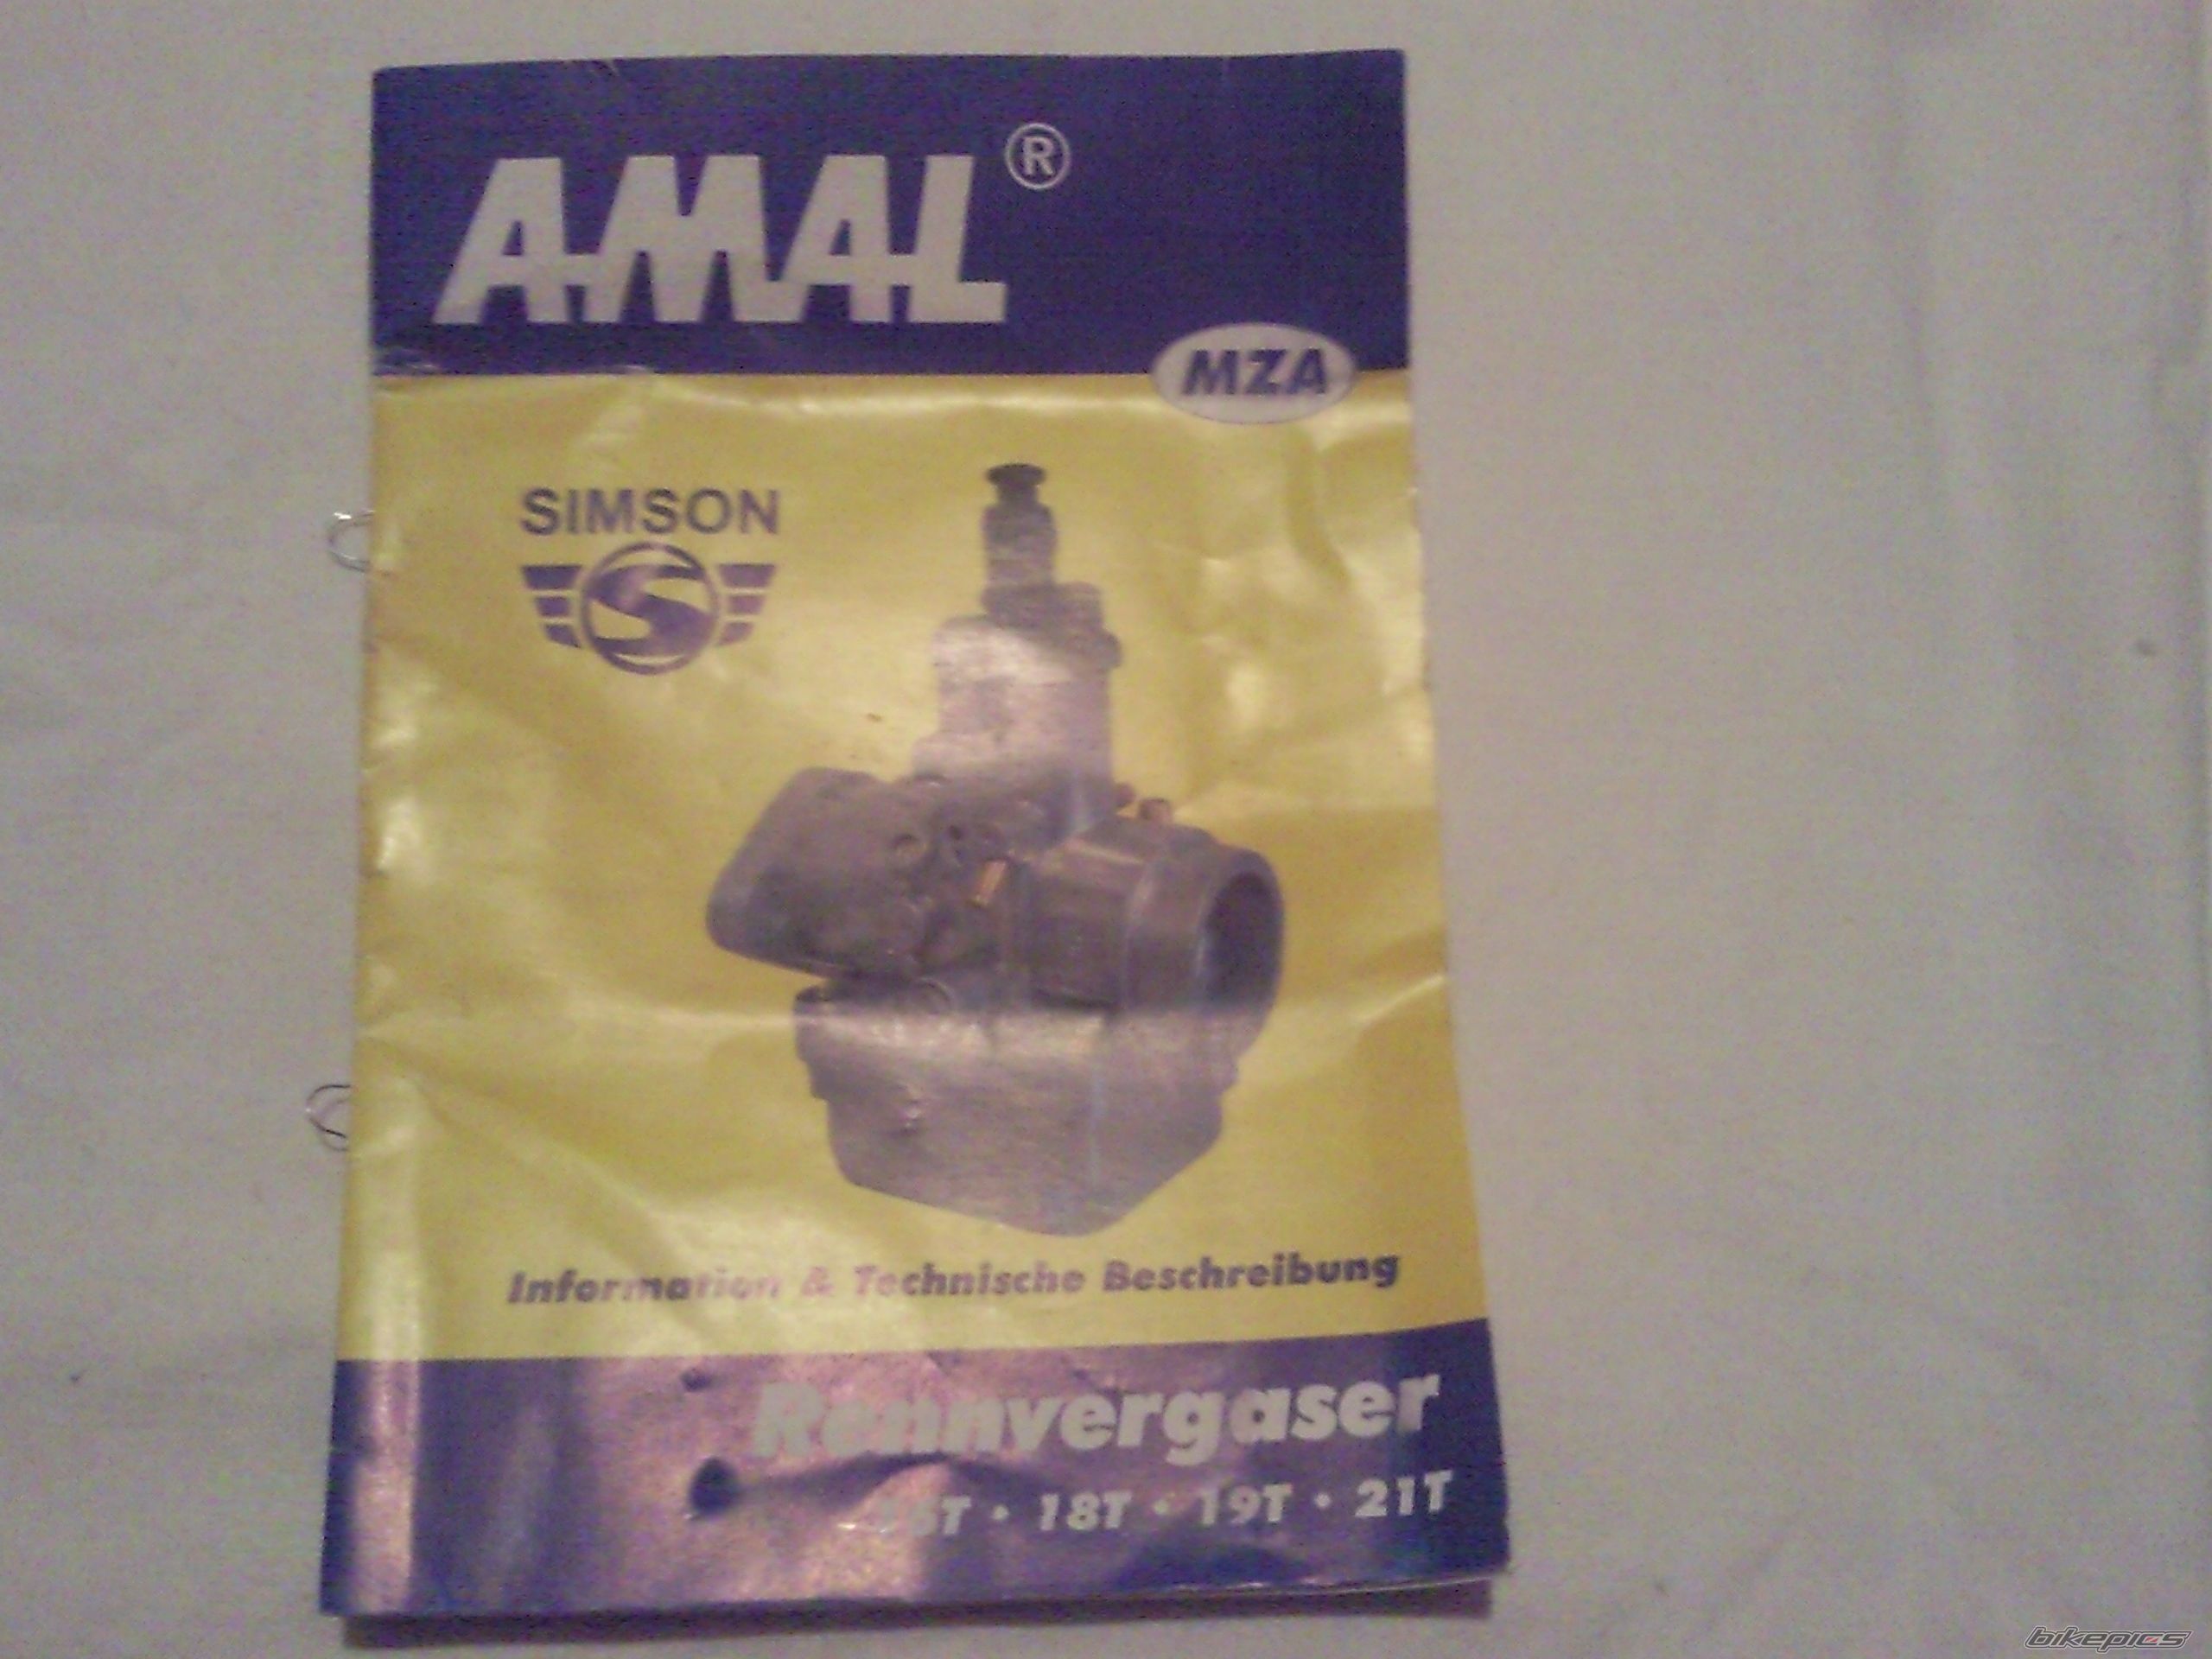 AMAL®
MZA
SIMSON
S
Information & Technische Beschreibung
Rennvergaser
18T • 19T • 21T
bikepics